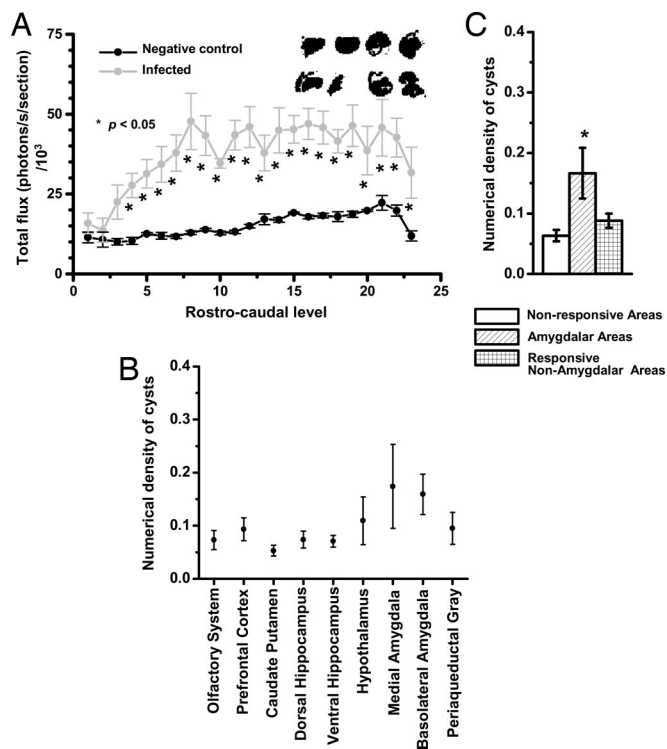 A
Negative control
Infected
* p < 0.05
Total flux (photons/s/section)
/10³
75
50
25
0
0 5 10 15 20 25
Rostro-caudal level
* * * * * * * * * * * * * * * * * * * *
C
Numerical density of cysts
0.4
0.3
0.2
0.1
0.0
*
Non-responsive Areas
Amygdalar Areas
Responsive
Non-Amygdalar Areas
B
Numerical density of cysts
0.4
0.3
0.2
0.1
0.0
Olfactory System
Prefrontal Cortex
Caudate Putamen
Dorsal Hippocampus
Ventral Hippocampus
Hypothalamus
Medial Amygdala
Basolateral Amygdala
Periaqueductal Gray